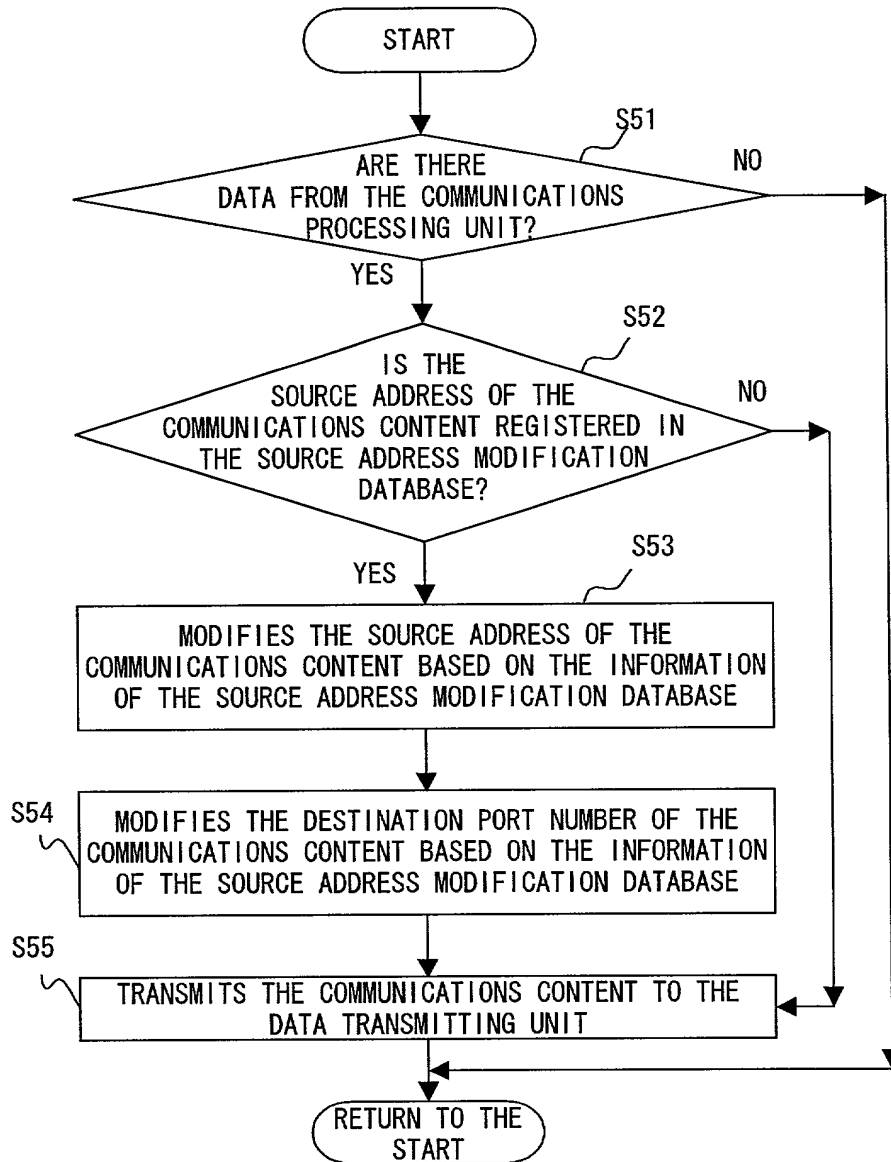 START
S51
ARE THERE
DATA FROM THE COMMUNICATIONS
PROCESSING UNIT?
NO
YES
S52
IS THE
SOURCE ADDRESS OF THE
COMMUNICATIONS CONTENT REGISTERED IN
THE SOURCE ADDRESS MODIFICATION
DATABASE?
NO
YES
S53
MODIFIES THE SOURCE ADDRESS OF THE
COMMUNICATIONS CONTENT BASED ON THE INFORMATION
OF THE SOURCE ADDRESS MODIFICATION DATABASE
S54
MODIFIES THE DESTINATION PORT NUMBER OF THE
COMMUNICATIONS CONTENT BASED ON THE INFORMATION
OF THE SOURCE ADDRESS MODIFICATION DATABASE
S55
TRANSMITS THE COMMUNICATIONS CONTENT TO THE
DATA TRANSMITTING UNIT
RETURN TO THE
START